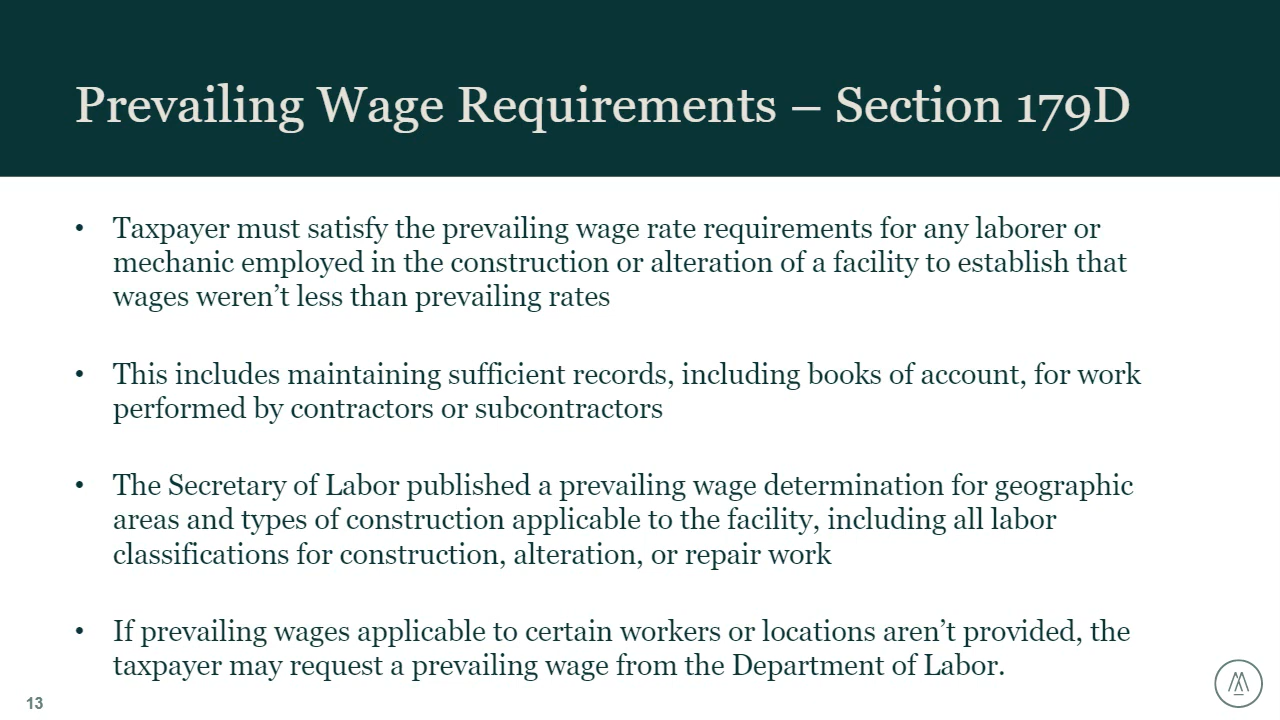 Prevailing Wage Requirements – Section 179D
• Taxpayer must satisfy the prevailing wage rate requirements for any laborer or
mechanic employed in the construction or alteration of a facility to establish that
wages weren’t less than prevailing rates
• This includes maintaining sufficient records, including books of account, for work
performed by contractors or subcontractors
• The Secretary of Labor published a prevailing wage determination for geographic
areas and types of construction applicable to the facility, including all labor
classifications for construction, alteration, or repair work
• If prevailing wages applicable to certain workers or locations aren’t provided, the
taxpayer may request a prevailing wage from the Department of Labor.
13